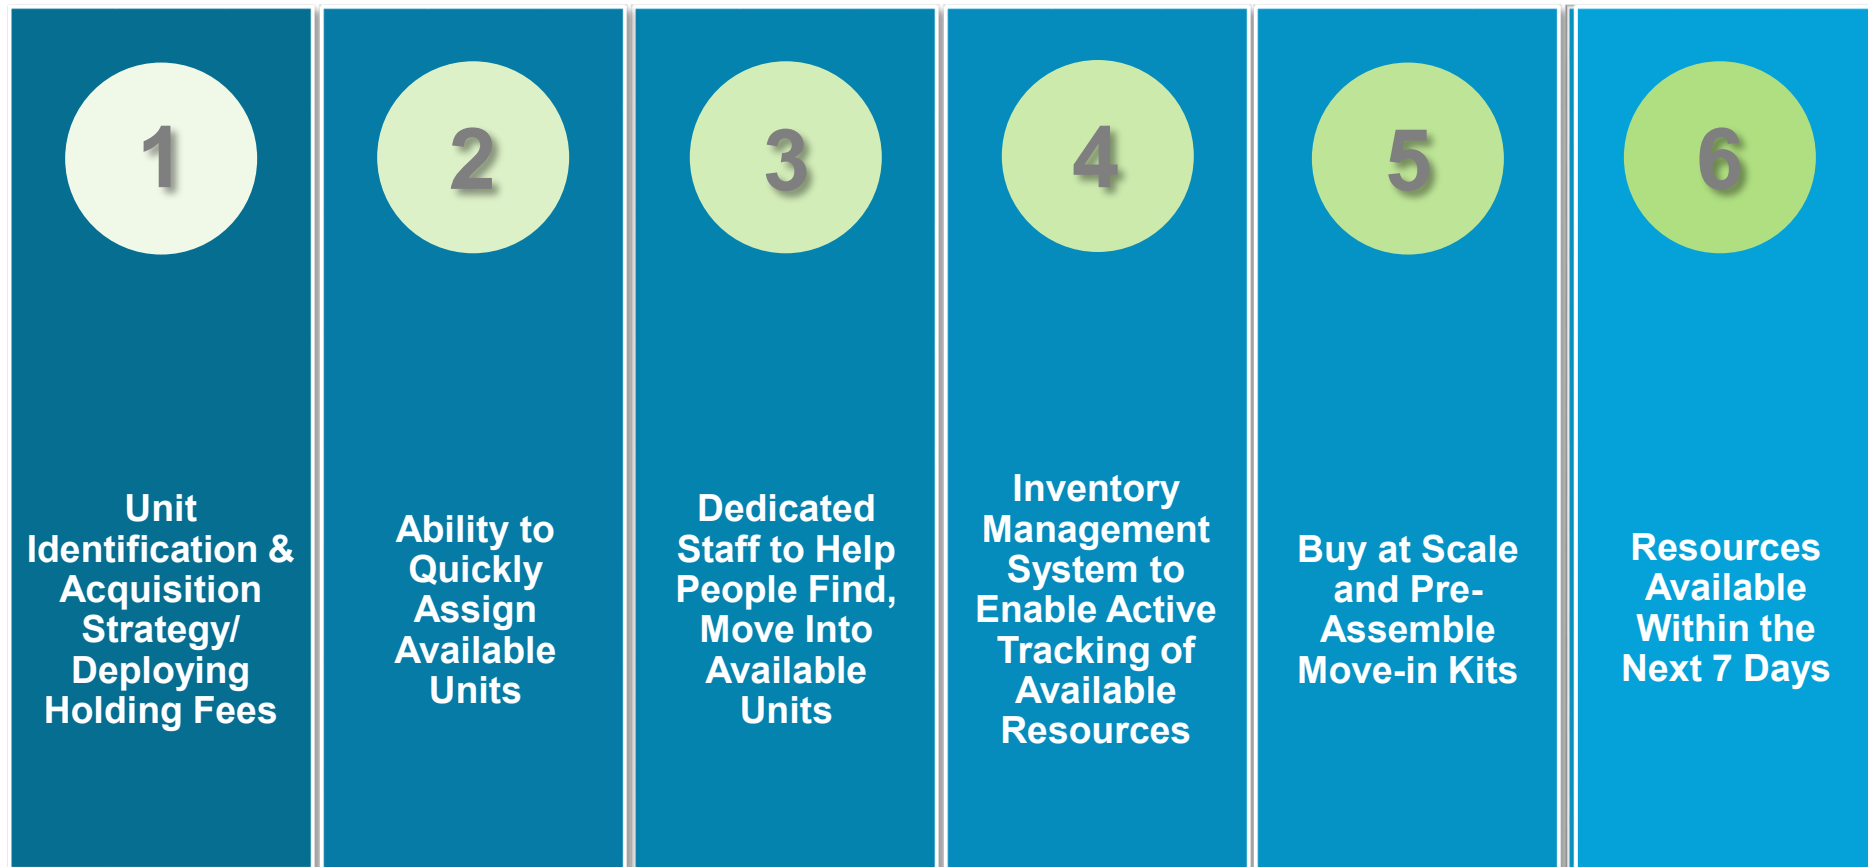 1
Unit
Identification &
Acquisition
Strategy/
Deploying
Holding Fees
2
Ability to
Quickly
Assign
Available
Units
3
Dedicated
Staff to Help
People Find,
Move Into
Available
Units
4
Inventory
Management
System to
Enable Active
Tracking of
Available
Resources
5
Buy at Scale
and Pre-
Assemble
Move-in Kits
6
Resources
Available
Within the
Next 7 Days